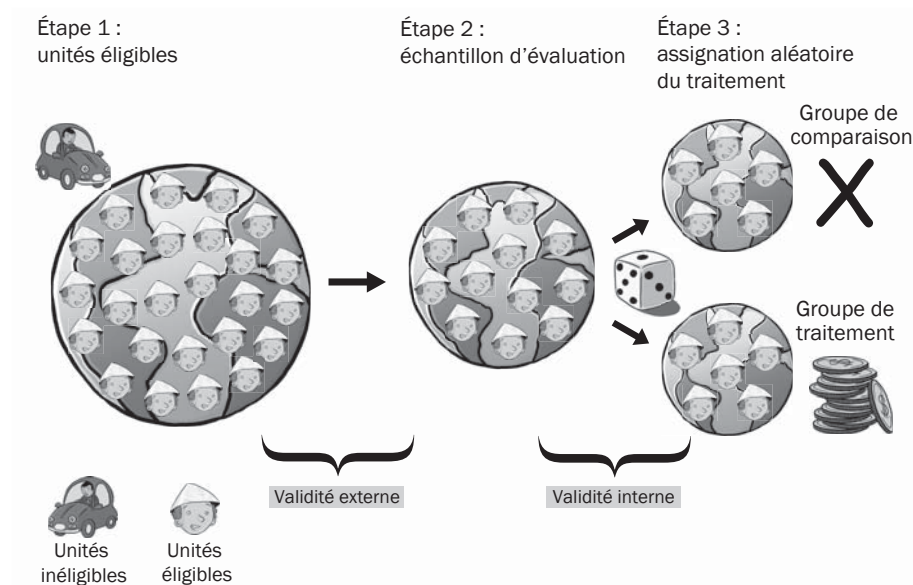 Étape 1 :
unités éligibles
Étape 2 :
échantillon d’évaluation
Étape 3 :
assignation aléatoire
du traitement
Groupe de
comparaison
Groupe de
traitement
Validité externe
Validité interne
Unités
inéligibles
Unités
éligibles